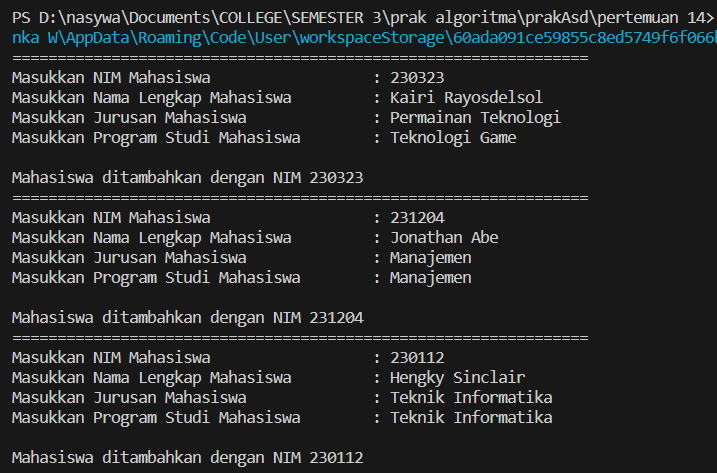 PS D:\nasywa\Documents\COLLEGE\SEMESTER 3\prak algoritma\prakAsd\pertemuan 14>
nka W\AppData\Roaming\Code\User\workspaceStorage\60ada091ce59855c8ed5749f6f066b
================================================================
Masukkan NIM Mahasiswa : 230323
Masukkan Nama Lengkap Mahasiswa : Kairi Rayosdelsol
Masukkan Jurusan Mahasiswa : Permainan Teknologi
Masukkan Program Studi Mahasiswa : Teknologi Game
Mahasiswa ditambahkan dengan NIM 230323
================================================================
Masukkan NIM Mahasiswa : 231204
Masukkan Nama Lengkap Mahasiswa : Jonathan Abe
Masukkan Jurusan Mahasiswa : Manajemen
Masukkan Program Studi Mahasiswa : Manajemen
Mahasiswa ditambahkan dengan NIM 231204
================================================================
Masukkan NIM Mahasiswa : 230112
Masukkan Nama Lengkap Mahasiswa : Hengky Sinclair
Masukkan Jurusan Mahasiswa : Teknik Informatika
Masukkan Program Studi Mahasiswa : Teknik Informatika
Mahasiswa ditambahkan dengan NIM 230112